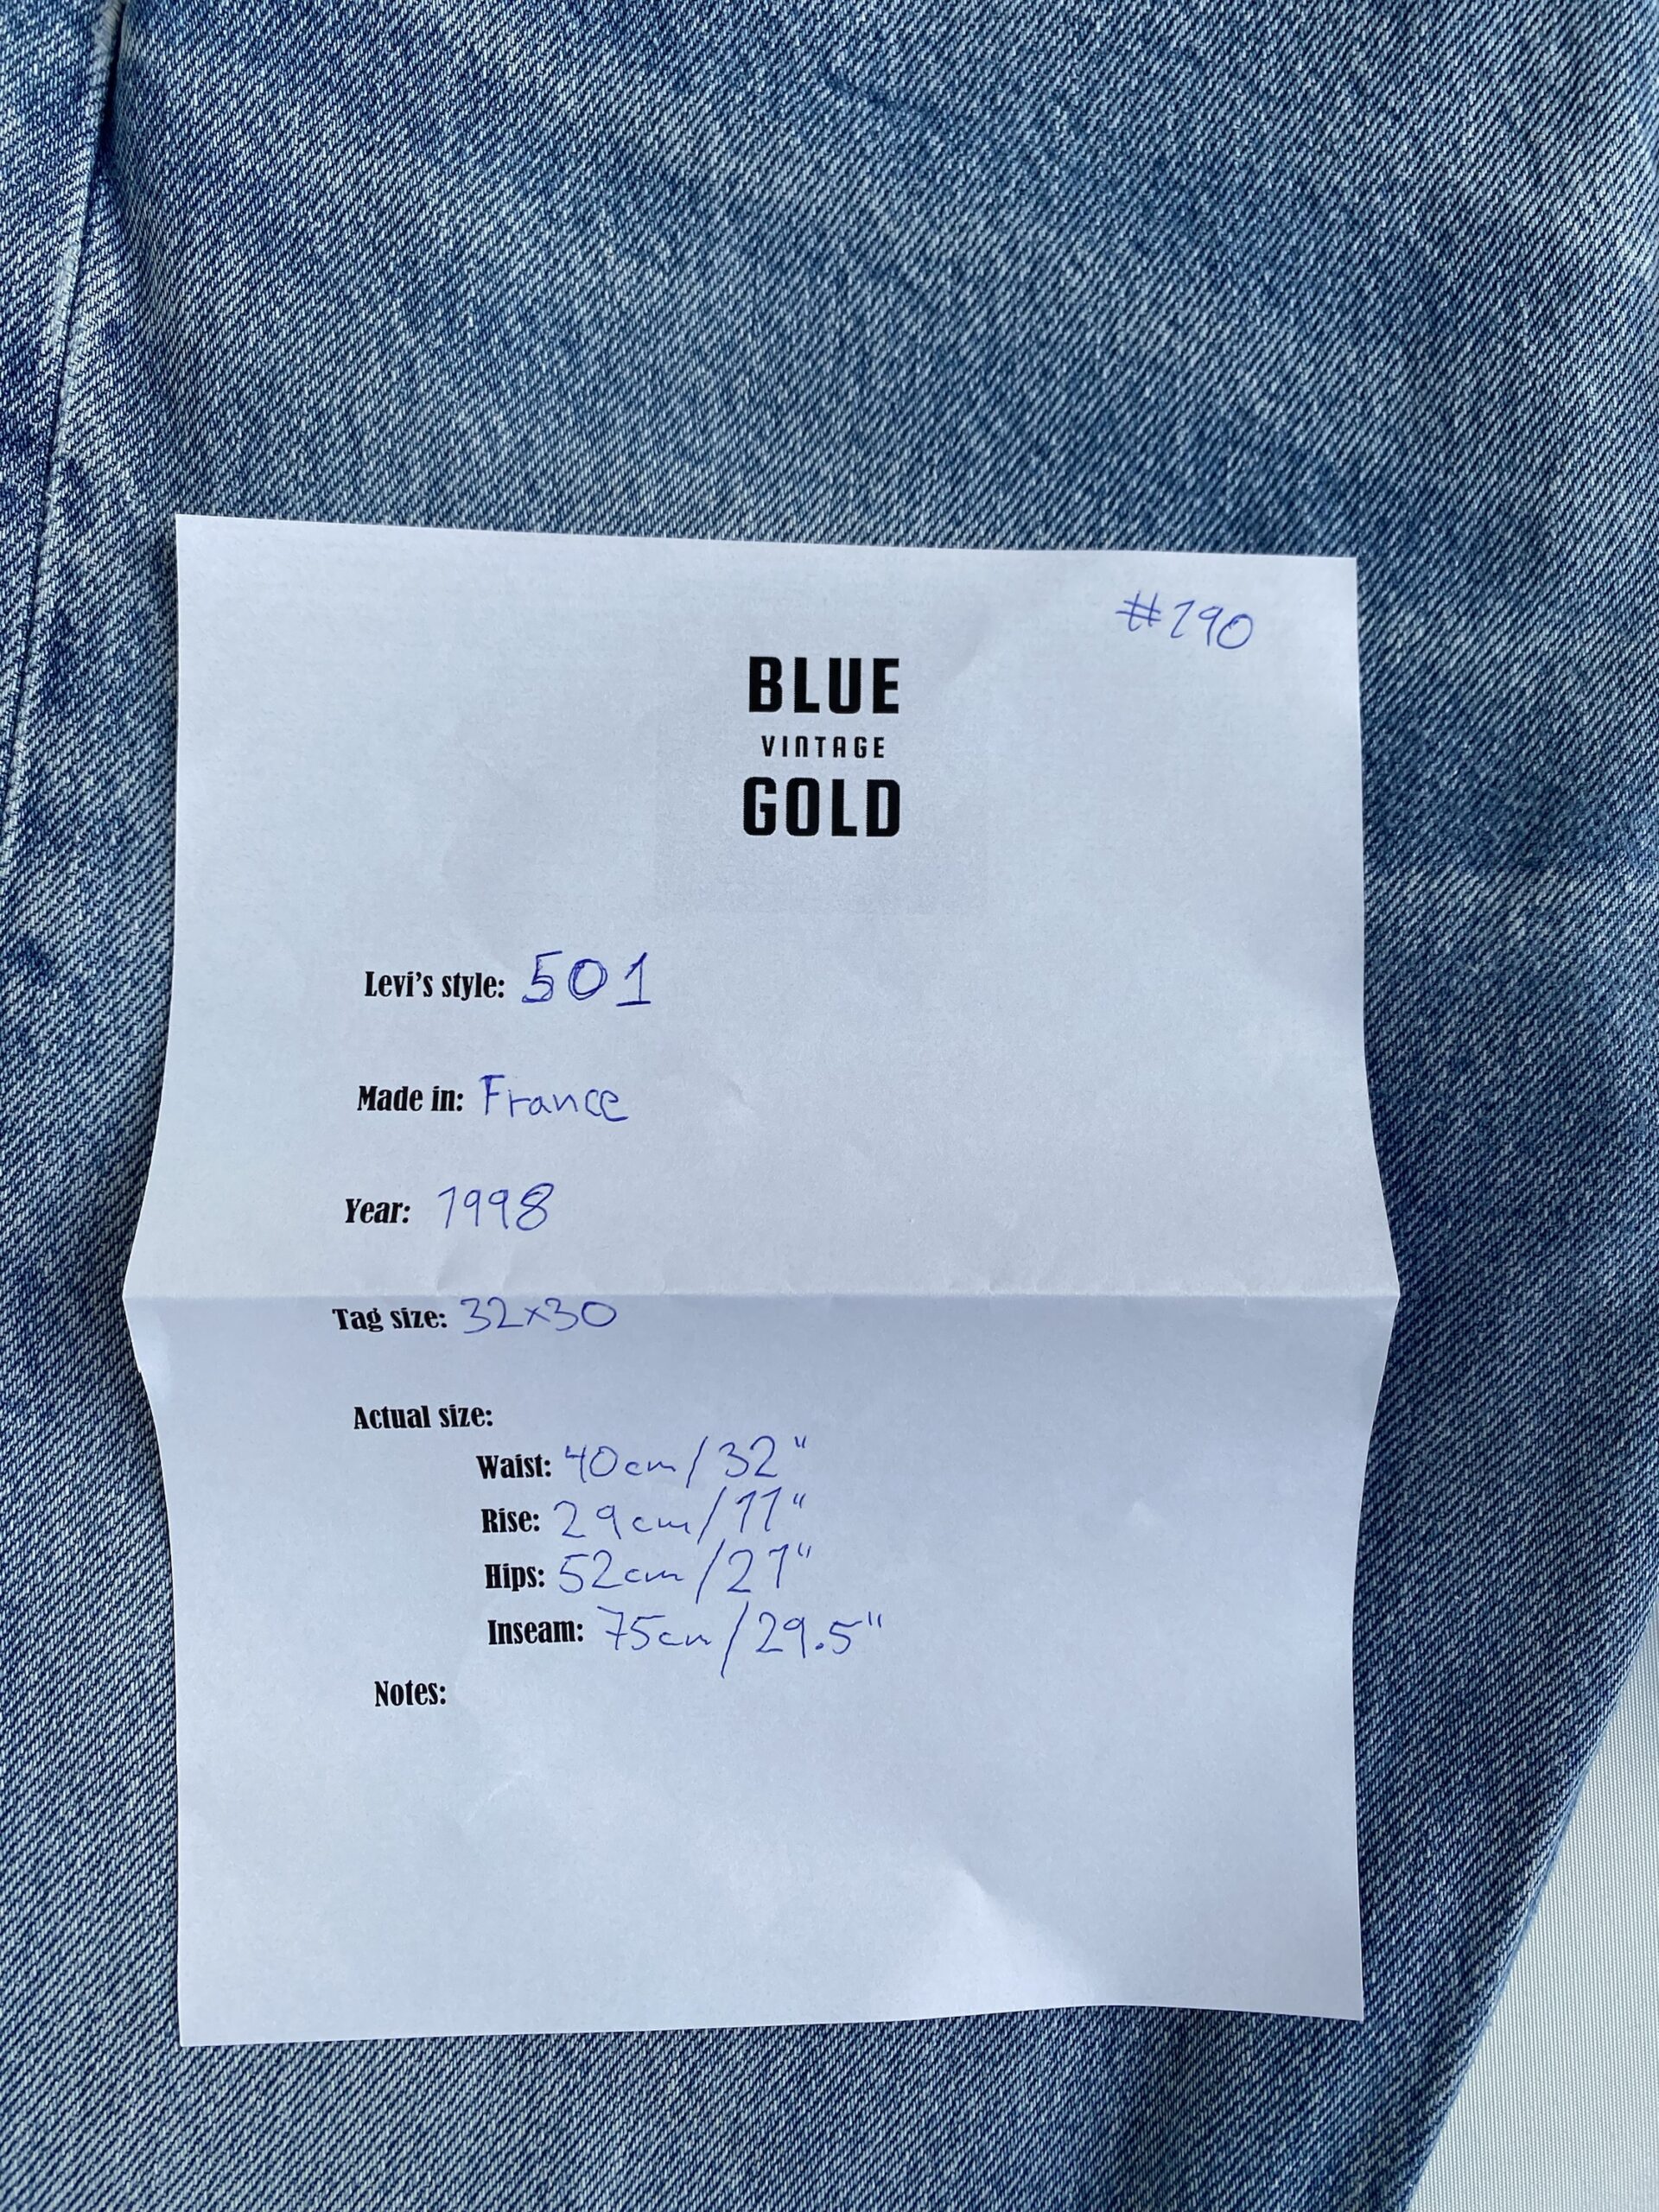 #190
BLUE
VINTAGE
GOLD
Levi's style: 501
Made in: France
Year: 1998
Tag size: 32x30
Actual size:
Waist: 40cm/32"
Rise: 29cm/11"
Hips: 52cm/21"
Inseam: 75cm/29.5"
Notes: